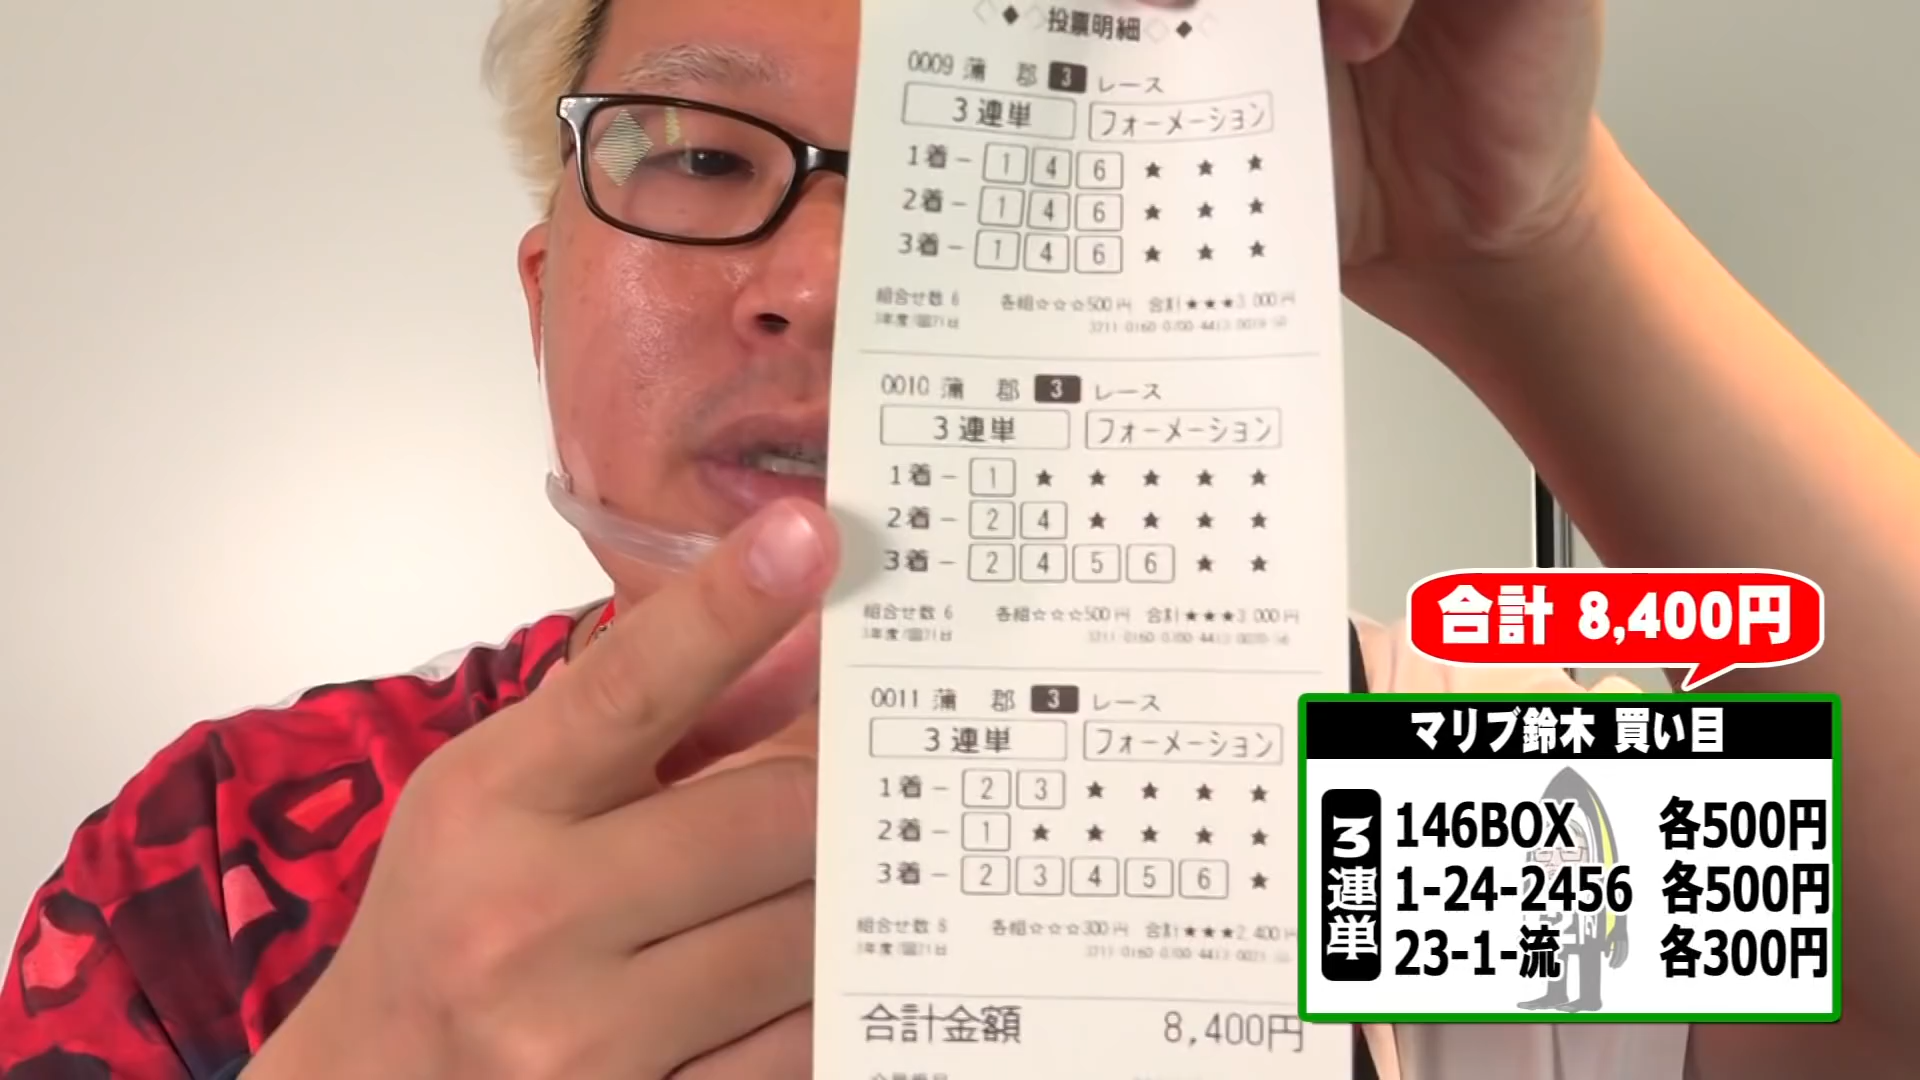 投票明細
0009 蒲 郡 3 レース
3連単 フォーメーション
1着- 1 4 6 ★ ★ ★
2着- 1 4 6 ★ ★ ★
3着- 1 4 6 ★ ★ ★
組合せ数 6 各組☆☆☆500円 合計★★★3,000円
0010 蒲 郡 3 レース
3連単 フォーメーション
1着- 1 ★ ★ ★ ★ ★
2着- 2 4 ★ ★ ★ ★
3着- 2 4 5 6 ★ ★
組合せ数 6 各組☆☆☆500円 合計★★★3,000円
0011 蒲 郡 3 レース
3連単 フォーメーション
1着- 2 3 ★ ★ ★ ★
2着- 1 ★ ★ ★ ★ ★
3着- 2 3 4 5 6 ★
組合せ数 8 各組☆☆☆300円 合計★★★2,400円
合計金額 8,400円
合計 8,400円
マリブ鈴木 買い目
3連単
146BOX 各500円
1-24-2456 各500円
23-1-流 各300円